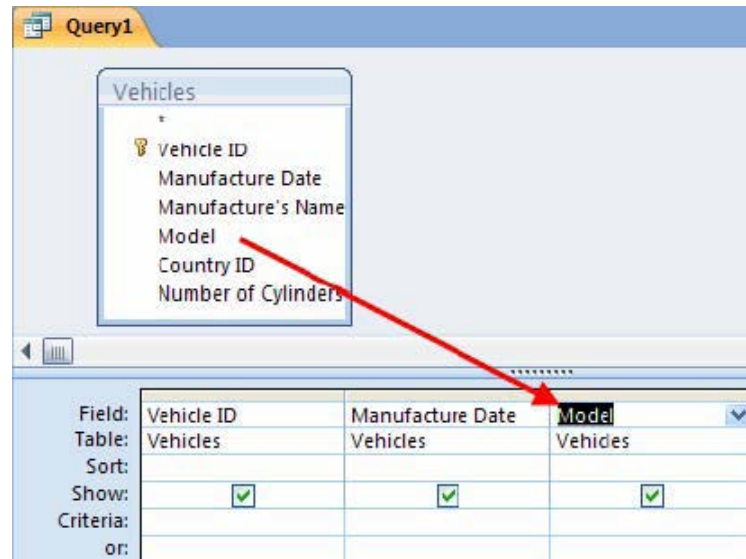 Query1
Vehicles
*
Vehicle ID
Manufacture Date
Manufacture's Name
Model
Country ID
Number of Cylinders
Field: Vehicle ID Manufacture Date Model
Table: Vehicles Vehicles Vehicles
Sort:
Show:
Criteria:
or: